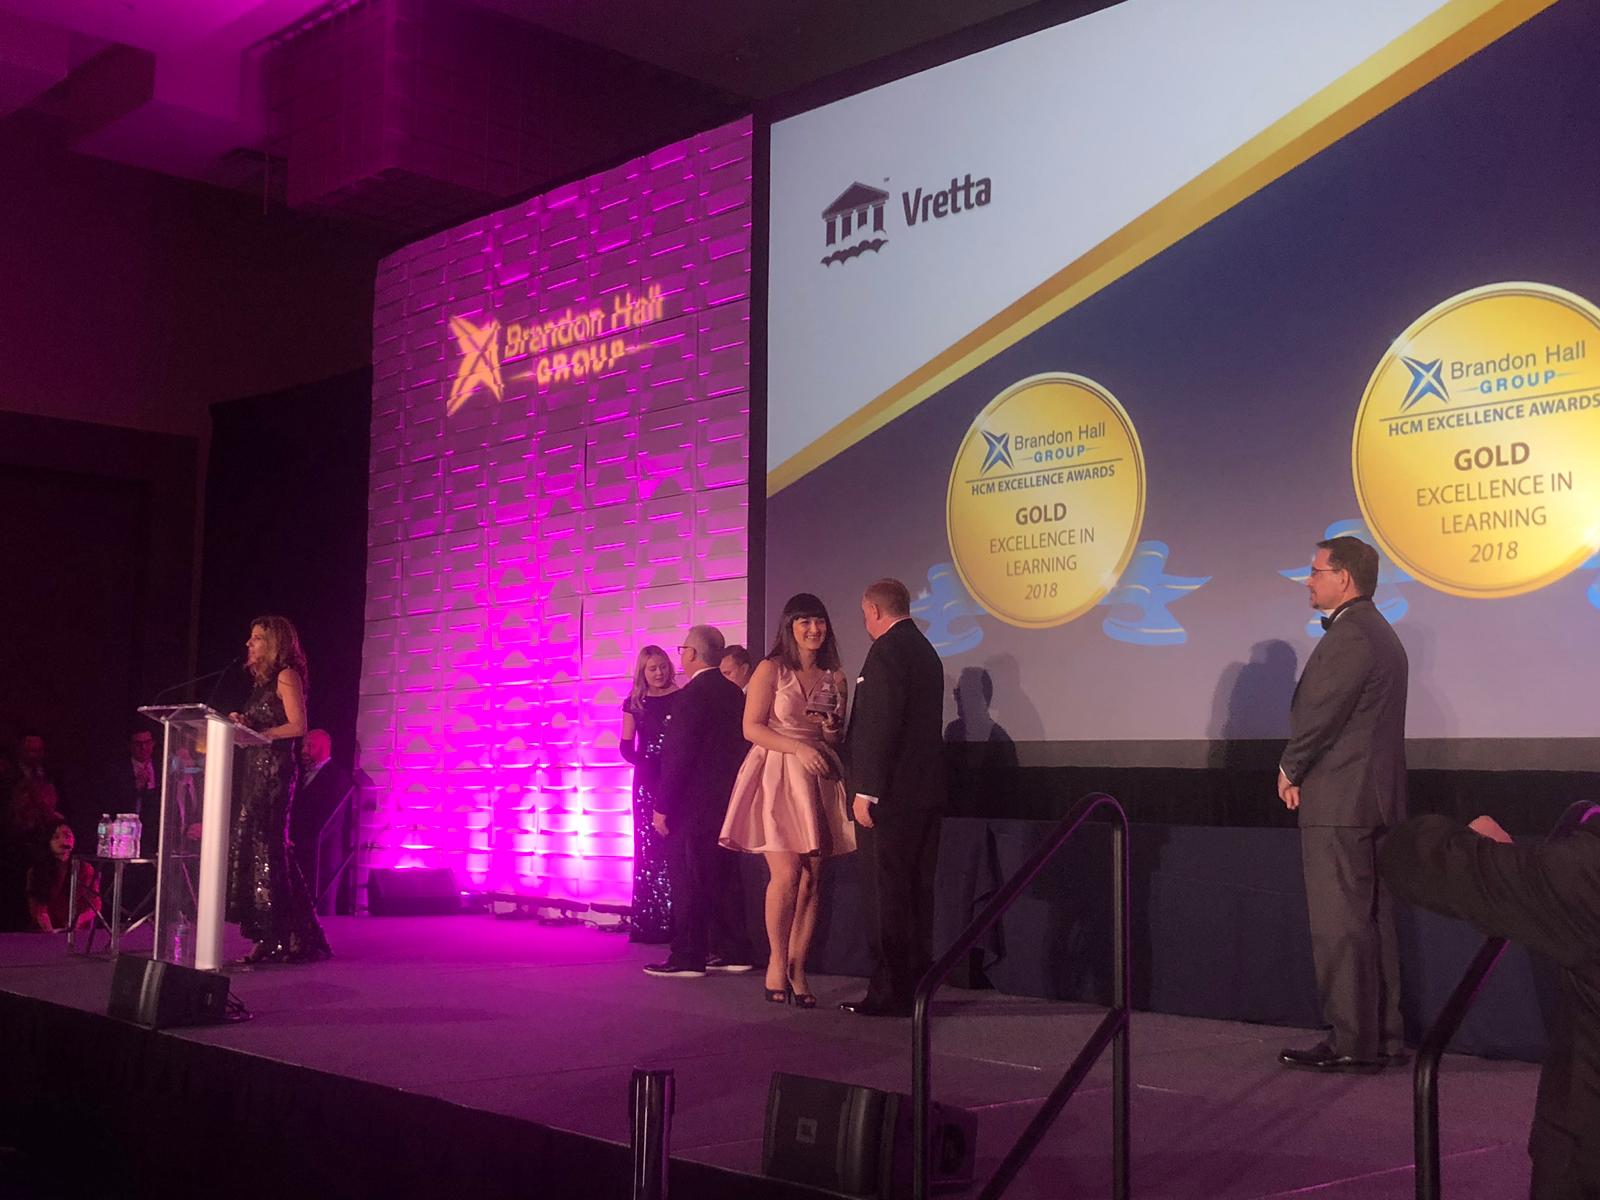 Vretta
Brandon Hall
GROUP
Brandon Hall
GROUP
HCM EXCELLENCE AWARDS
GOLD
EXCELLENCE IN
LEARNING
2018
Brandon Hall
GROUP
HCM EXCELLENCE AWARDS
GOLD
EXCELLENCE IN
LEARNING
2018